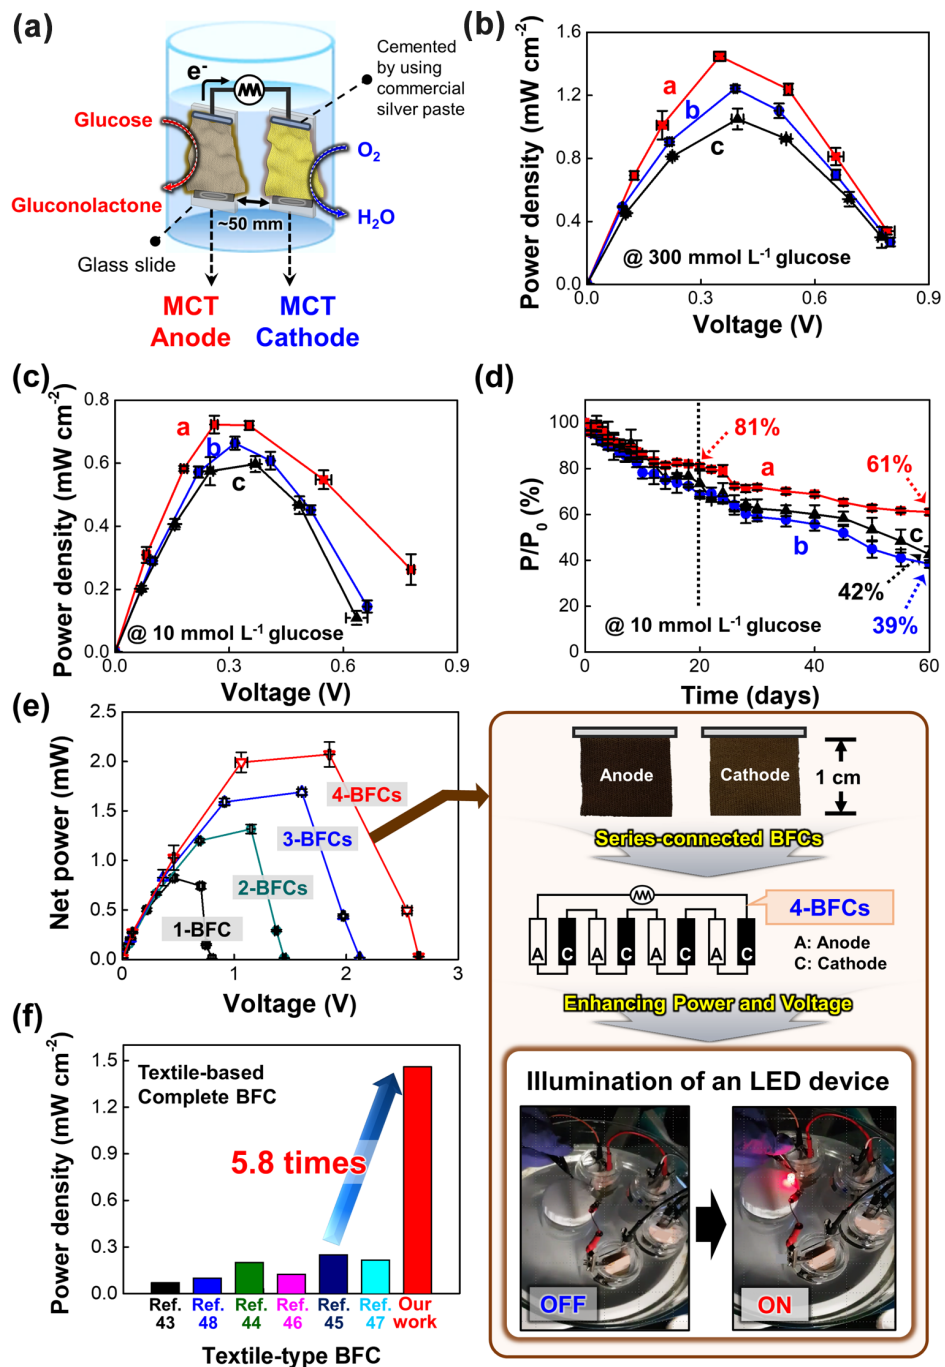 (a)
e-
Cemented
by using
commercial
silver paste
Glucose
O2
Gluconolactone
H2O
~50 mm
Glass slide
MCT
Anode
MCT
Cathode
(b)
Power density (mW cm-2)
1.6
1.2
0.8
0.4
0.0
a
b
c
@ 300 mmol L-1 glucose
0.0
0.3
0.6
0.9
Voltage (V)
(c)
Power density (mW cm-2)
0.8
0.6
0.4
0.2
0.0
a
b
c
@ 10 mmol L-1 glucose
0.0
0.3
0.6
0.9
Voltage (V)
(d)
P/P0 (%)
100
80
60
40
20
0
81%
a
61%
c
b
42%
39%
@ 10 mmol L-1 glucose
0
20
40
60
Time (days)
(e)
Net power (mW)
2.5
2.0
1.5
1.0
0.5
0.0
4-BFCs
3-BFCs
2-BFCs
1-BFC
0
1
2
3
Voltage (V)
Anode
Cathode
1 cm
Series-connected BFCs
4-BFCs
A C A C A C A C
A: Anode
C: Cathode
Enhancing Power and Voltage
Illumination of an LED device
OFF
ON
(f)
Power density (mW cm-2)
1.5
1.2
0.9
0.6
0.3
0.0
Textile-based
Complete BFC
5.8 times
Ref. 43
Ref. 48
Ref. 44
Ref. 46
Ref. 45
Ref. 47
Our work
Textile-type BFC